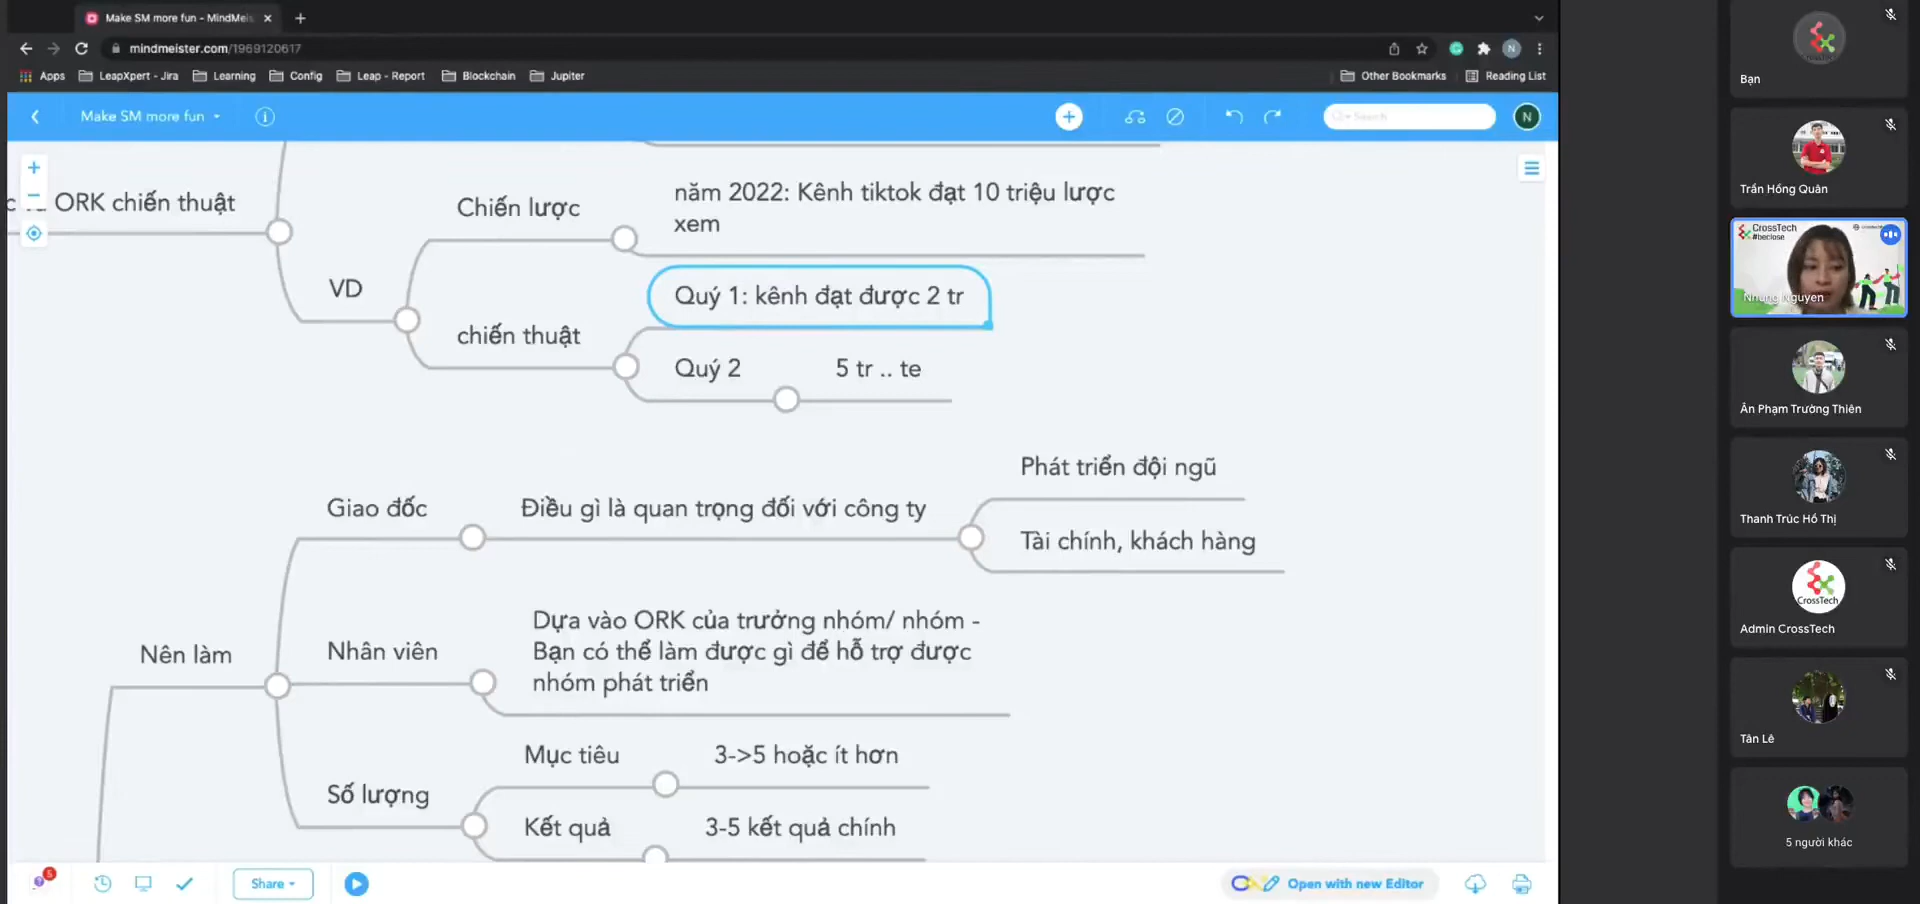 Make SM more fun - MindMeis
mindmeister.com/1969120617
Apps
LeapXpert - Jira
Learning
Config
Leap - Report
Blockchain
Jupiter
Other Bookmarks
Reading List
N
Make SM more fun
Search
N
ORK chiến thuật
Chiến lược
năm 2022: Kênh tiktok đạt 10 triệu lược
xem
VD
Quý 1: kênh đạt được 2 tr
chiến thuật
Quý 2
5 tr .. te
Phát triển đội ngũ
Giao đốc
Điều gì là quan trọng đối với công ty
Tài chính, khách hàng
Dựa vào ORK của trưởng nhóm/ nhóm -
Nên làm
Nhân viên
Bạn có thể làm được gì để hỗ trợ được
nhóm phát triển
Mục tiêu
3->5 hoặc ít hơn
Số lượng
Kết quả
3-5 kết quả chính
5
Share
Open with new Editor
Bạn
Trần Hồng Quân
CrossTech
#beclose
Nhung Nguyen
Ân Phạm Trường Thiên
Thanh Trúc Hồ Thị
CrossTech
Admin CrossTech
Tân Lê
5 người khác